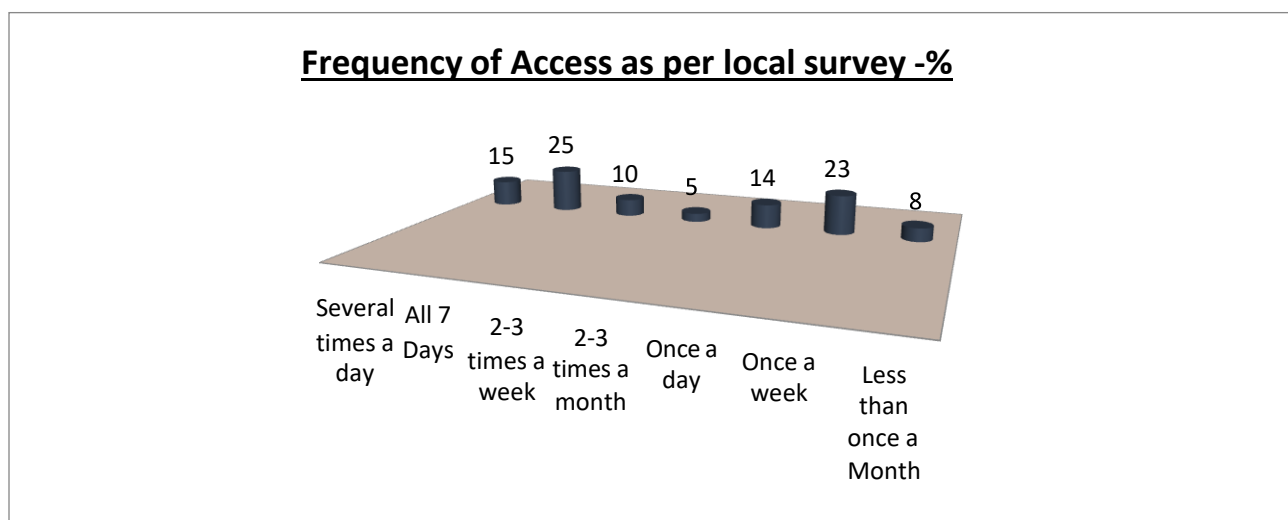 Frequency of Access as per local survey -%
15
25
10
5
14
23
8
Several
times a
day
All 7
Days
2-3
times a
week
2-3
times a
month
Once a
day
Once a
week
Less
than
once a
Month